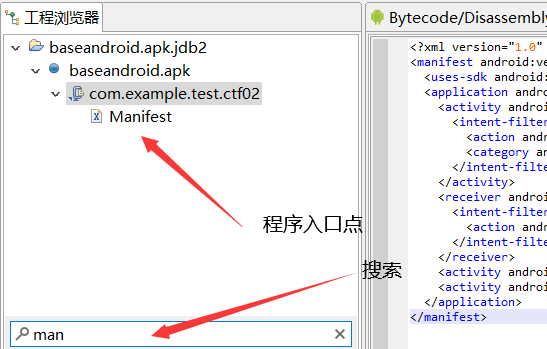 工程浏览器
baseandroid.apk.jdb2
baseandroid.apk
com.example.test.ctf02
Manifest
程序入口点
搜索
man
Bytecode/Disassembly
<?xml version="1.0"
<manifest android:ve
<uses-sdk android:
<application andro
<activity androi
<intent-filter
<action andr
<category an
</intent-filte
</activity>
<receiver androi
<intent-filter
<action andr
</intent-filte
</receiver>
<activity androi
<activity androi
</application>
</manifest>